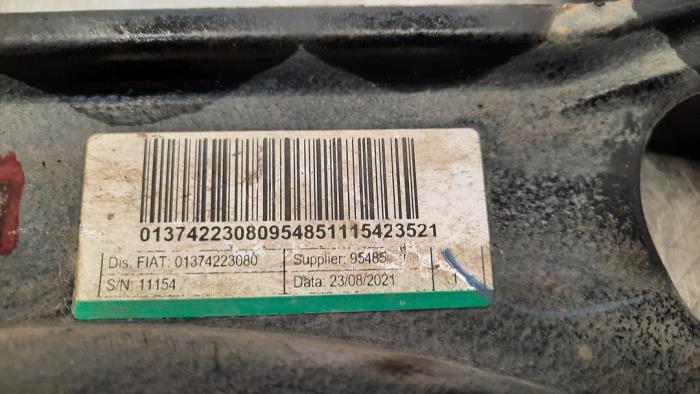 01374223080954851115423521
Dis. FIAT: 01374223080 Supplier: 95485
S/N 11154 Data: 23/08/2021 1